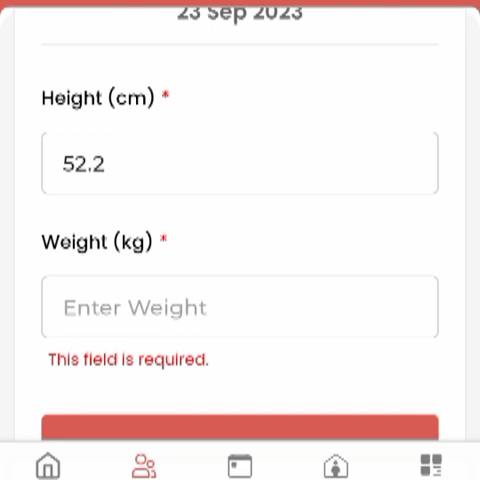 23 Sep 2023
Height (cm) *
52.2
Weight (kg) *
Enter Weight
This field is required.